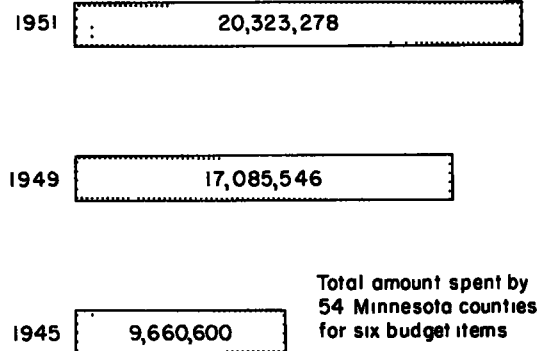 1951 20,323,278
1949 17,085,546
Total amount spent by
54 Minnesota counties
1945 9,660,600 for six budget items